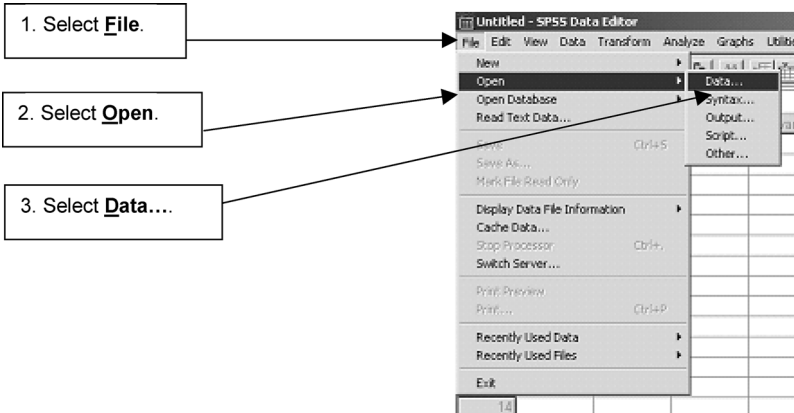 1. Select File.
2. Select Open.
3. Select Data….
Untitled - SPSS Data Editor
File Edit View Data Transform Analyze Graphs
New
Open
Open Database
Read Text Data...
Save Ctrl+S
Save As...
Mark File Read Only
Display Data File Information
Cache Data...
Stop Processor Ctrl+.
Switch Server...
Print Preview
Print... Ctrl+P
Recently Used Data
Recently Used Files
Exit
Data...
Syntax...
Output...
Script...
Other...
14